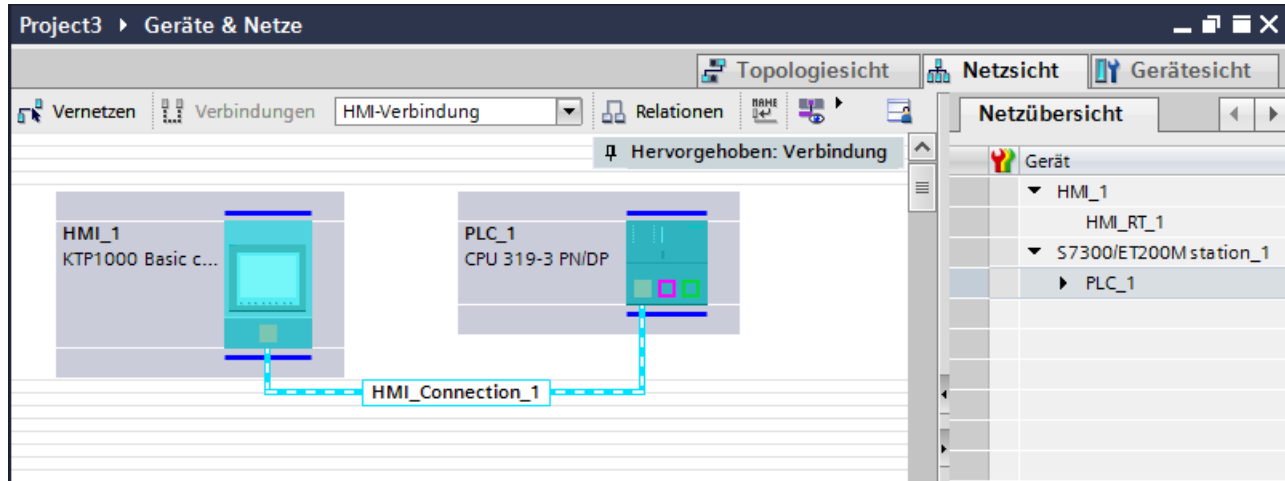 Project3 ▸ Geräte & Netze
Topologiesicht Netzsicht Gerätesicht
Vernetzen Verbindungen HMI-Verbindung Relationen
Netzübersicht
Hervorgehoben: Verbindung
Gerät
HMI_1
HMI_RT_1
S7300/ET200M station_1
PLC_1
HMI_1
KTP1000 Basic c...
PLC_1
CPU 319-3 PN/DP
HMI_Connection_1